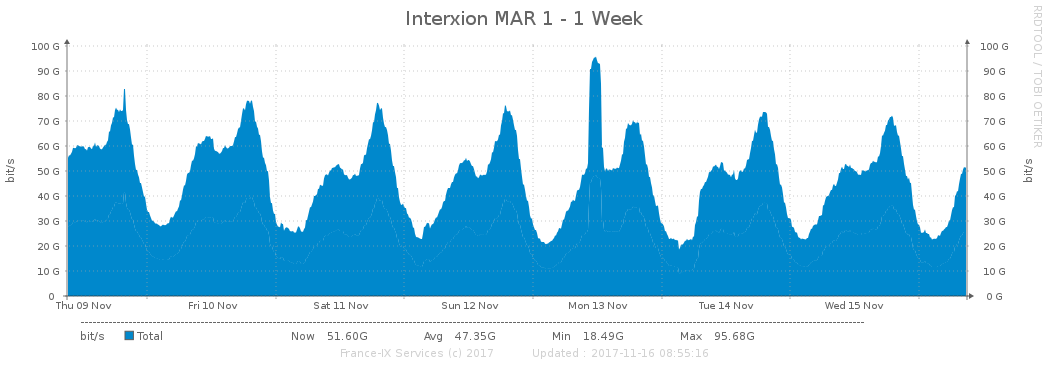 Interxion MAR 1 - 1 Week
RRDTOOL / TOBI OETIKER
bit/s
100 G 100 G
90 G 90 G
80 G 80 G
70 G 70 G
60 G 60 G
50 G 50 G
40 G 40 G
30 G 30 G
20 G 20 G
10 G 10 G
0 0 G
bit/s
Thu 09 Nov Fri 10 Nov Sat 11 Nov Sun 12 Nov Mon 13 Nov Tue 14 Nov Wed 15 Nov
bit/s Total Now 51.60G Avg 47.35G Min 18.49G Max 95.68G
France-IX Services (c) 2017 Updated : 2017-11-16 08:55:16